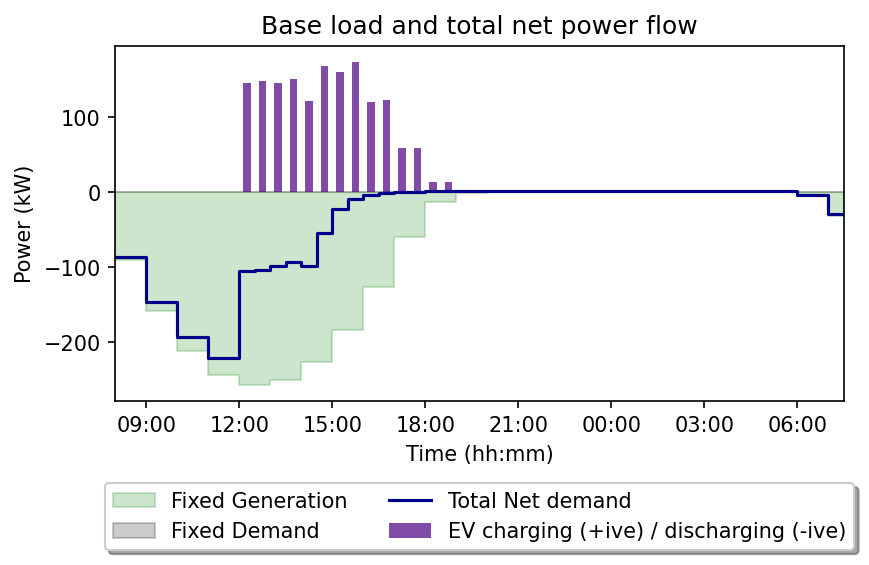 Base load and total net power flow
Power (kW)
100
0
−100
−200
09:00 12:00 15:00 18:00 21:00 00:00 03:00 06:00
Time (hh:mm)
Fixed Generation
Fixed Demand
Total Net demand
EV charging (+ive) / discharging (-ive)